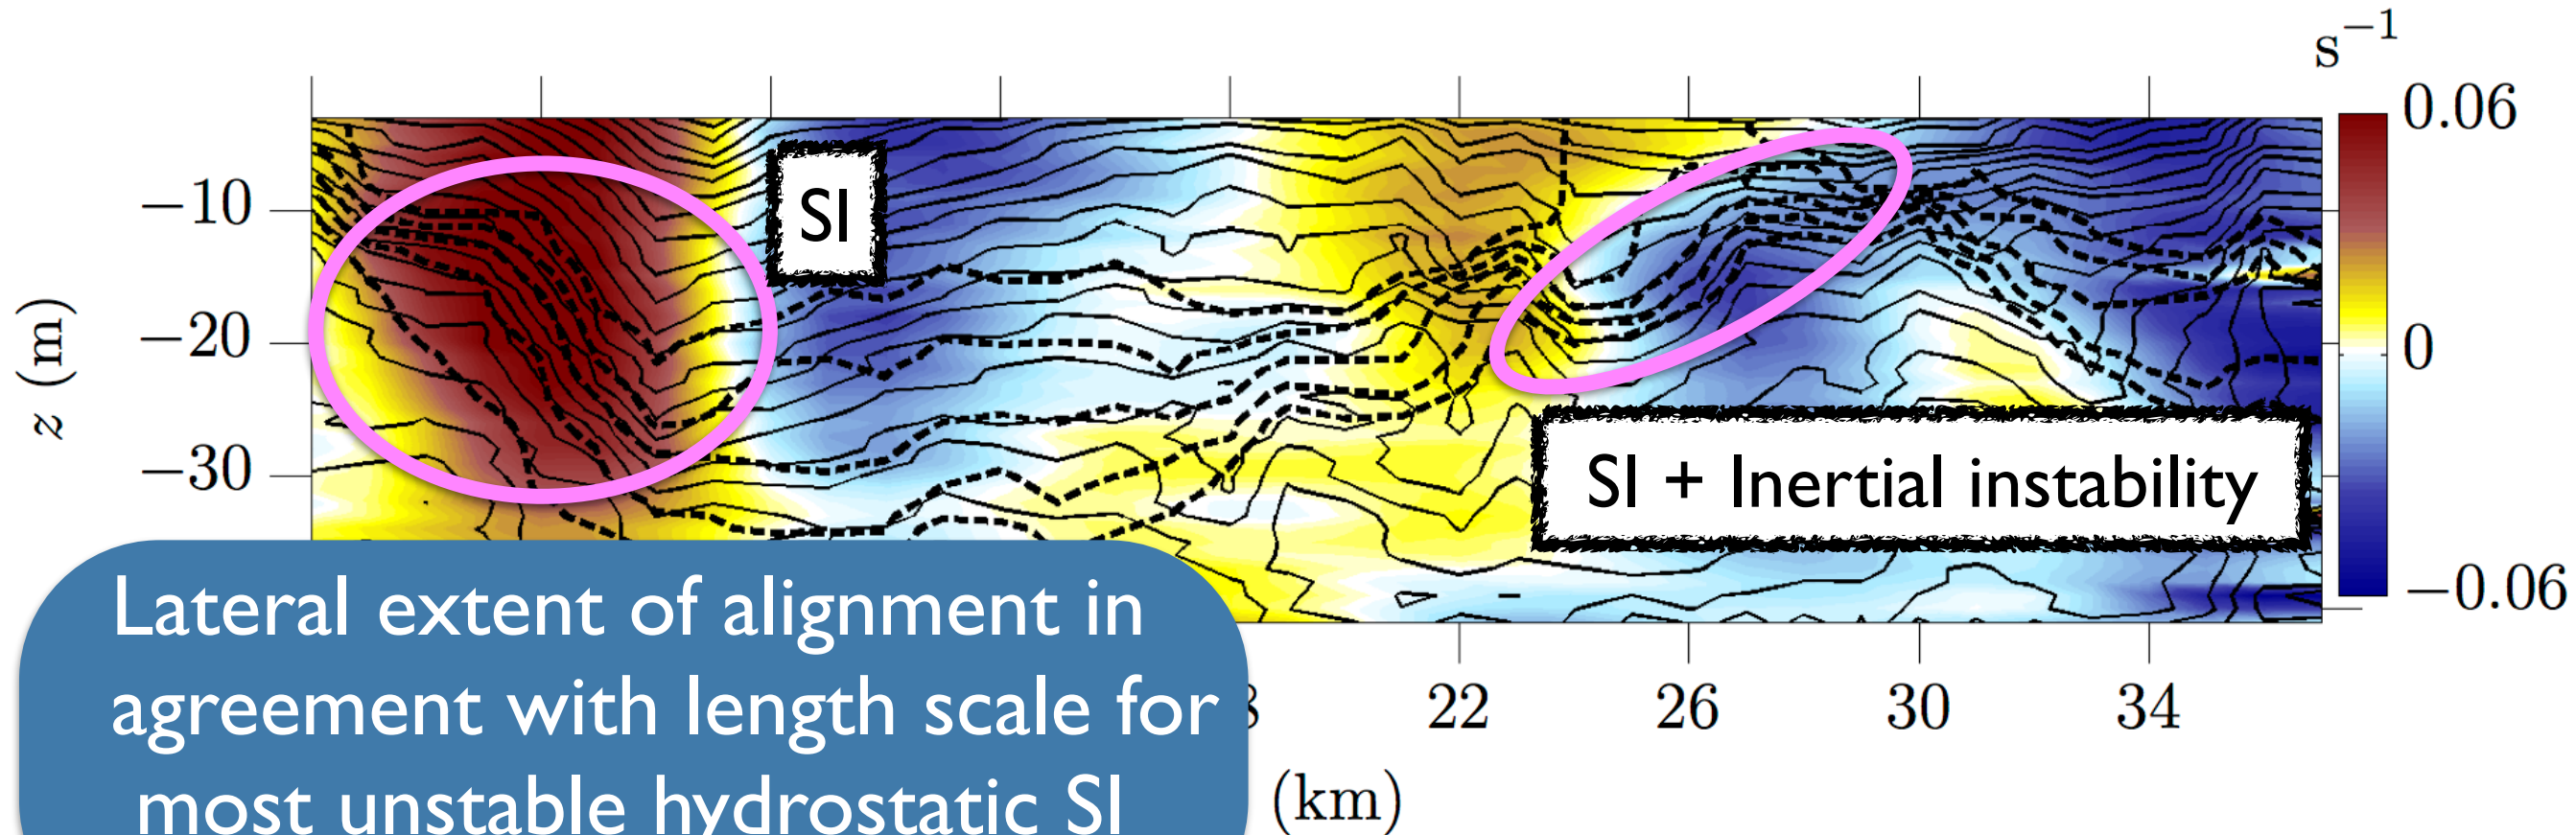 s−1
0.06
SI
−10
−20
z (m)
0
−30
SI + Inertial instability
−0.06
Lateral extent of alignment in
agreement with length scale for
most unstable hydrostatic SI
22 26 30 34
(km)